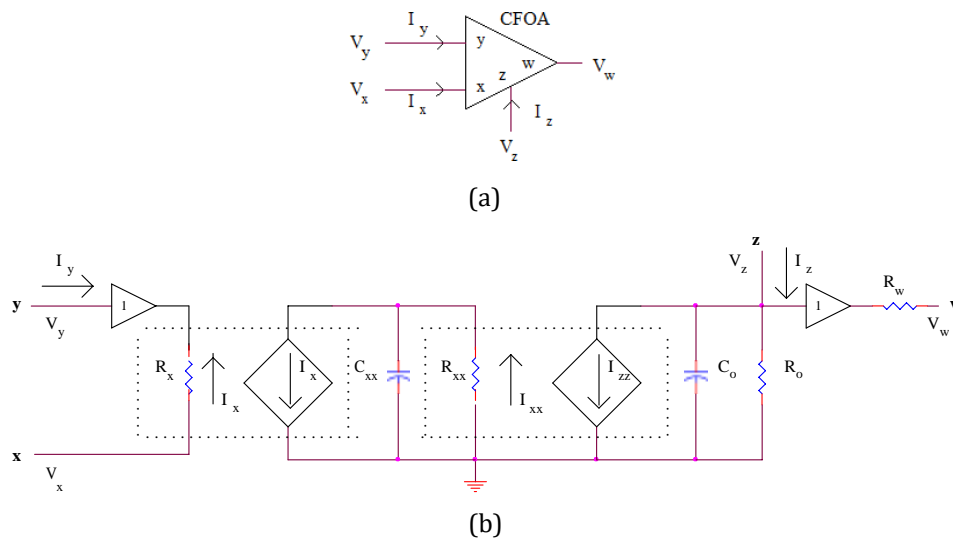 CFOA
I y
V y
y
w
V w
z
V x
x
I x
I z
V z
(a)
z
I y
V z
I z
R w
y
1
1
V y
V w
R x
I x
C xx
R xx
I zz
C o
R o
I x
I xx
x
V x
(b)